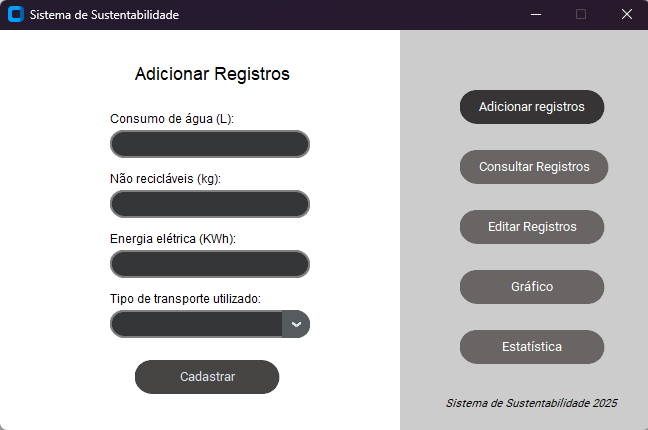 Sistema de Sustentabilidade
Adicionar Registros
Consumo de água (L):
Não recicláveis (kg):
Energia elétrica (KWh):
Tipo de transporte utilizado:
Cadastrar
Adicionar registros
Consultar Registros
Editar Registros
Gráfico
Estatística
Sistema de Sustentabilidade 2025